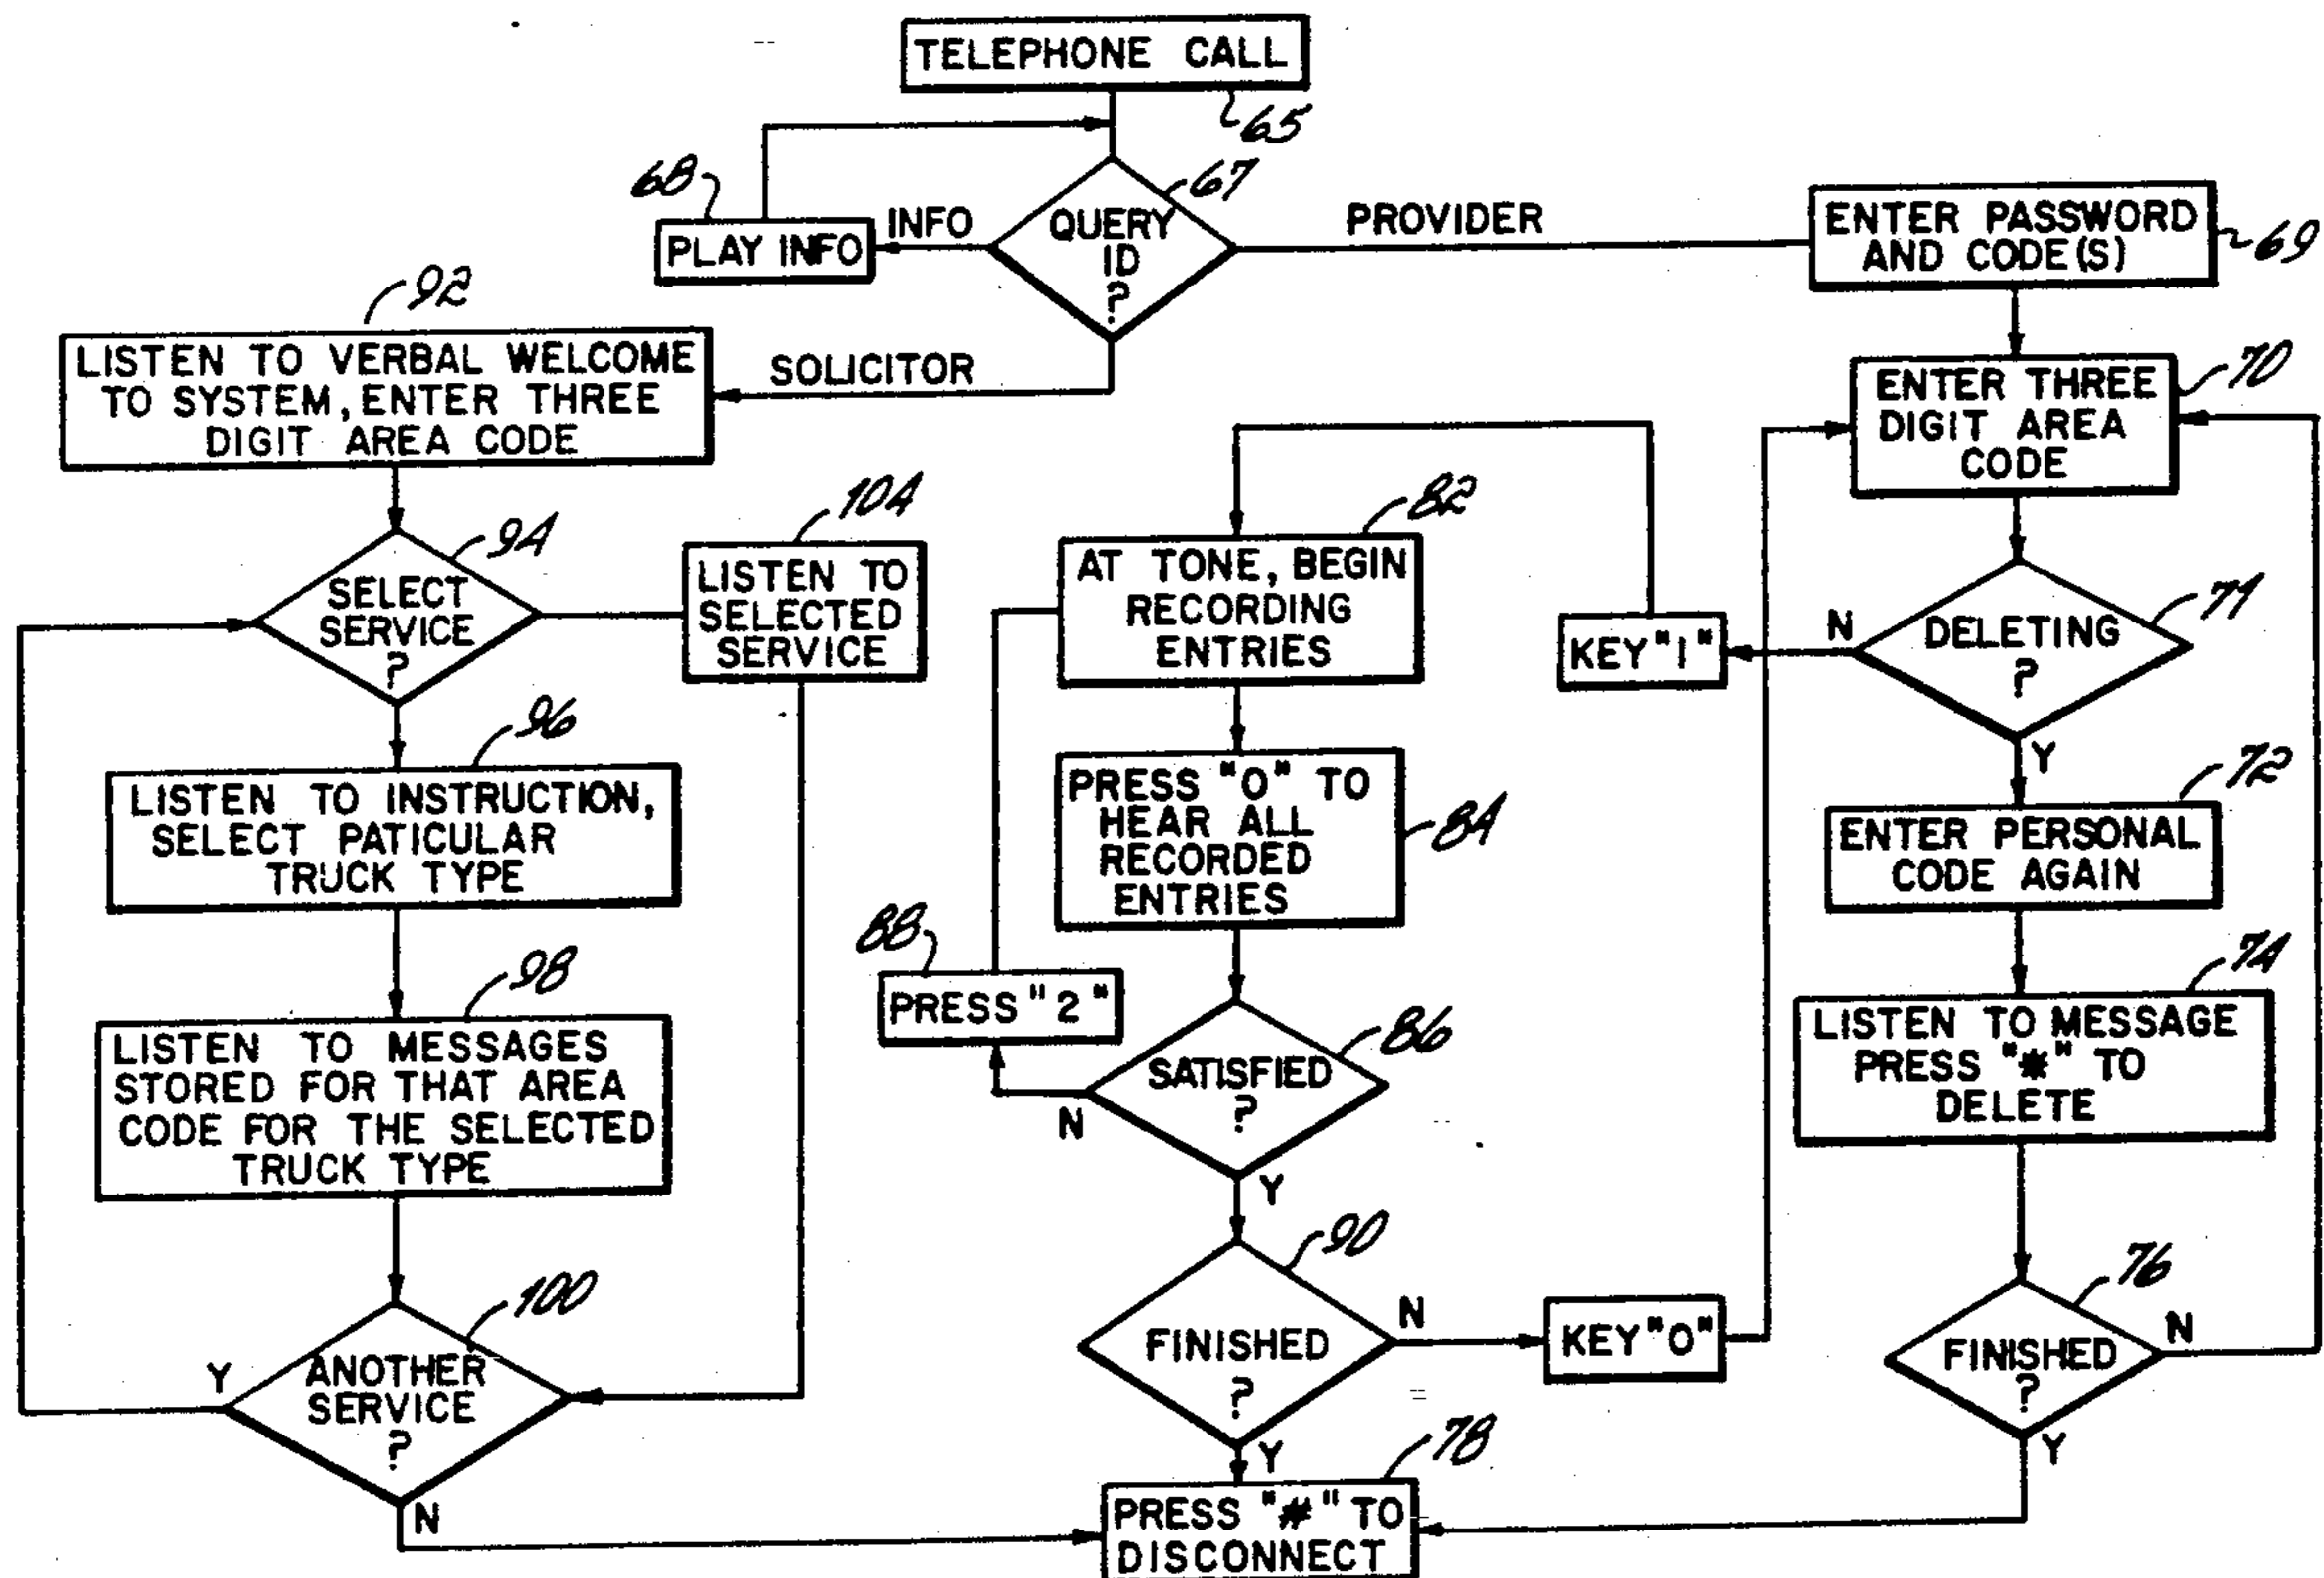 TELEPHONE CALL
65
68
67
PLAY INFO
INFO
QUERY
ID
?
PROVIDER
ENTER PASSWORD
AND CODE(S)
69
92
LISTEN TO VERBAL WELCOME
TO SYSTEM, ENTER THREE
DIGIT AREA CODE
SOLICITOR
ENTER THREE
DIGIT AREA
CODE
70
94
SELECT
SERVICE
?
104
LISTEN TO
SELECTED
SERVICE
82
AT TONE, BEGIN
RECORDING
ENTRIES
KEY "1"
N
DELETING
?
71
Y
96
LISTEN TO INSTRUCTION,
SELECT PATICULAR
TRUCK TYPE
PRESS "0" TO
HEAR ALL
RECORDED
ENTRIES
84
72
ENTER PERSONAL
CODE AGAIN
98
LISTEN TO MESSAGES
STORED FOR THAT AREA
CODE FOR THE SELECTED
TRUCK TYPE
88
PRESS "2"
86
SATISFIED
?
N
Y
74
LISTEN TO MESSAGE
PRESS "*" TO
DELETE
100
Y
ANOTHER
SERVICE
?
N
90
FINISHED
?
N
Y
KEY "0"
76
FINISHED
?
N
Y
78
PRESS "#" TO
DISCONNECT